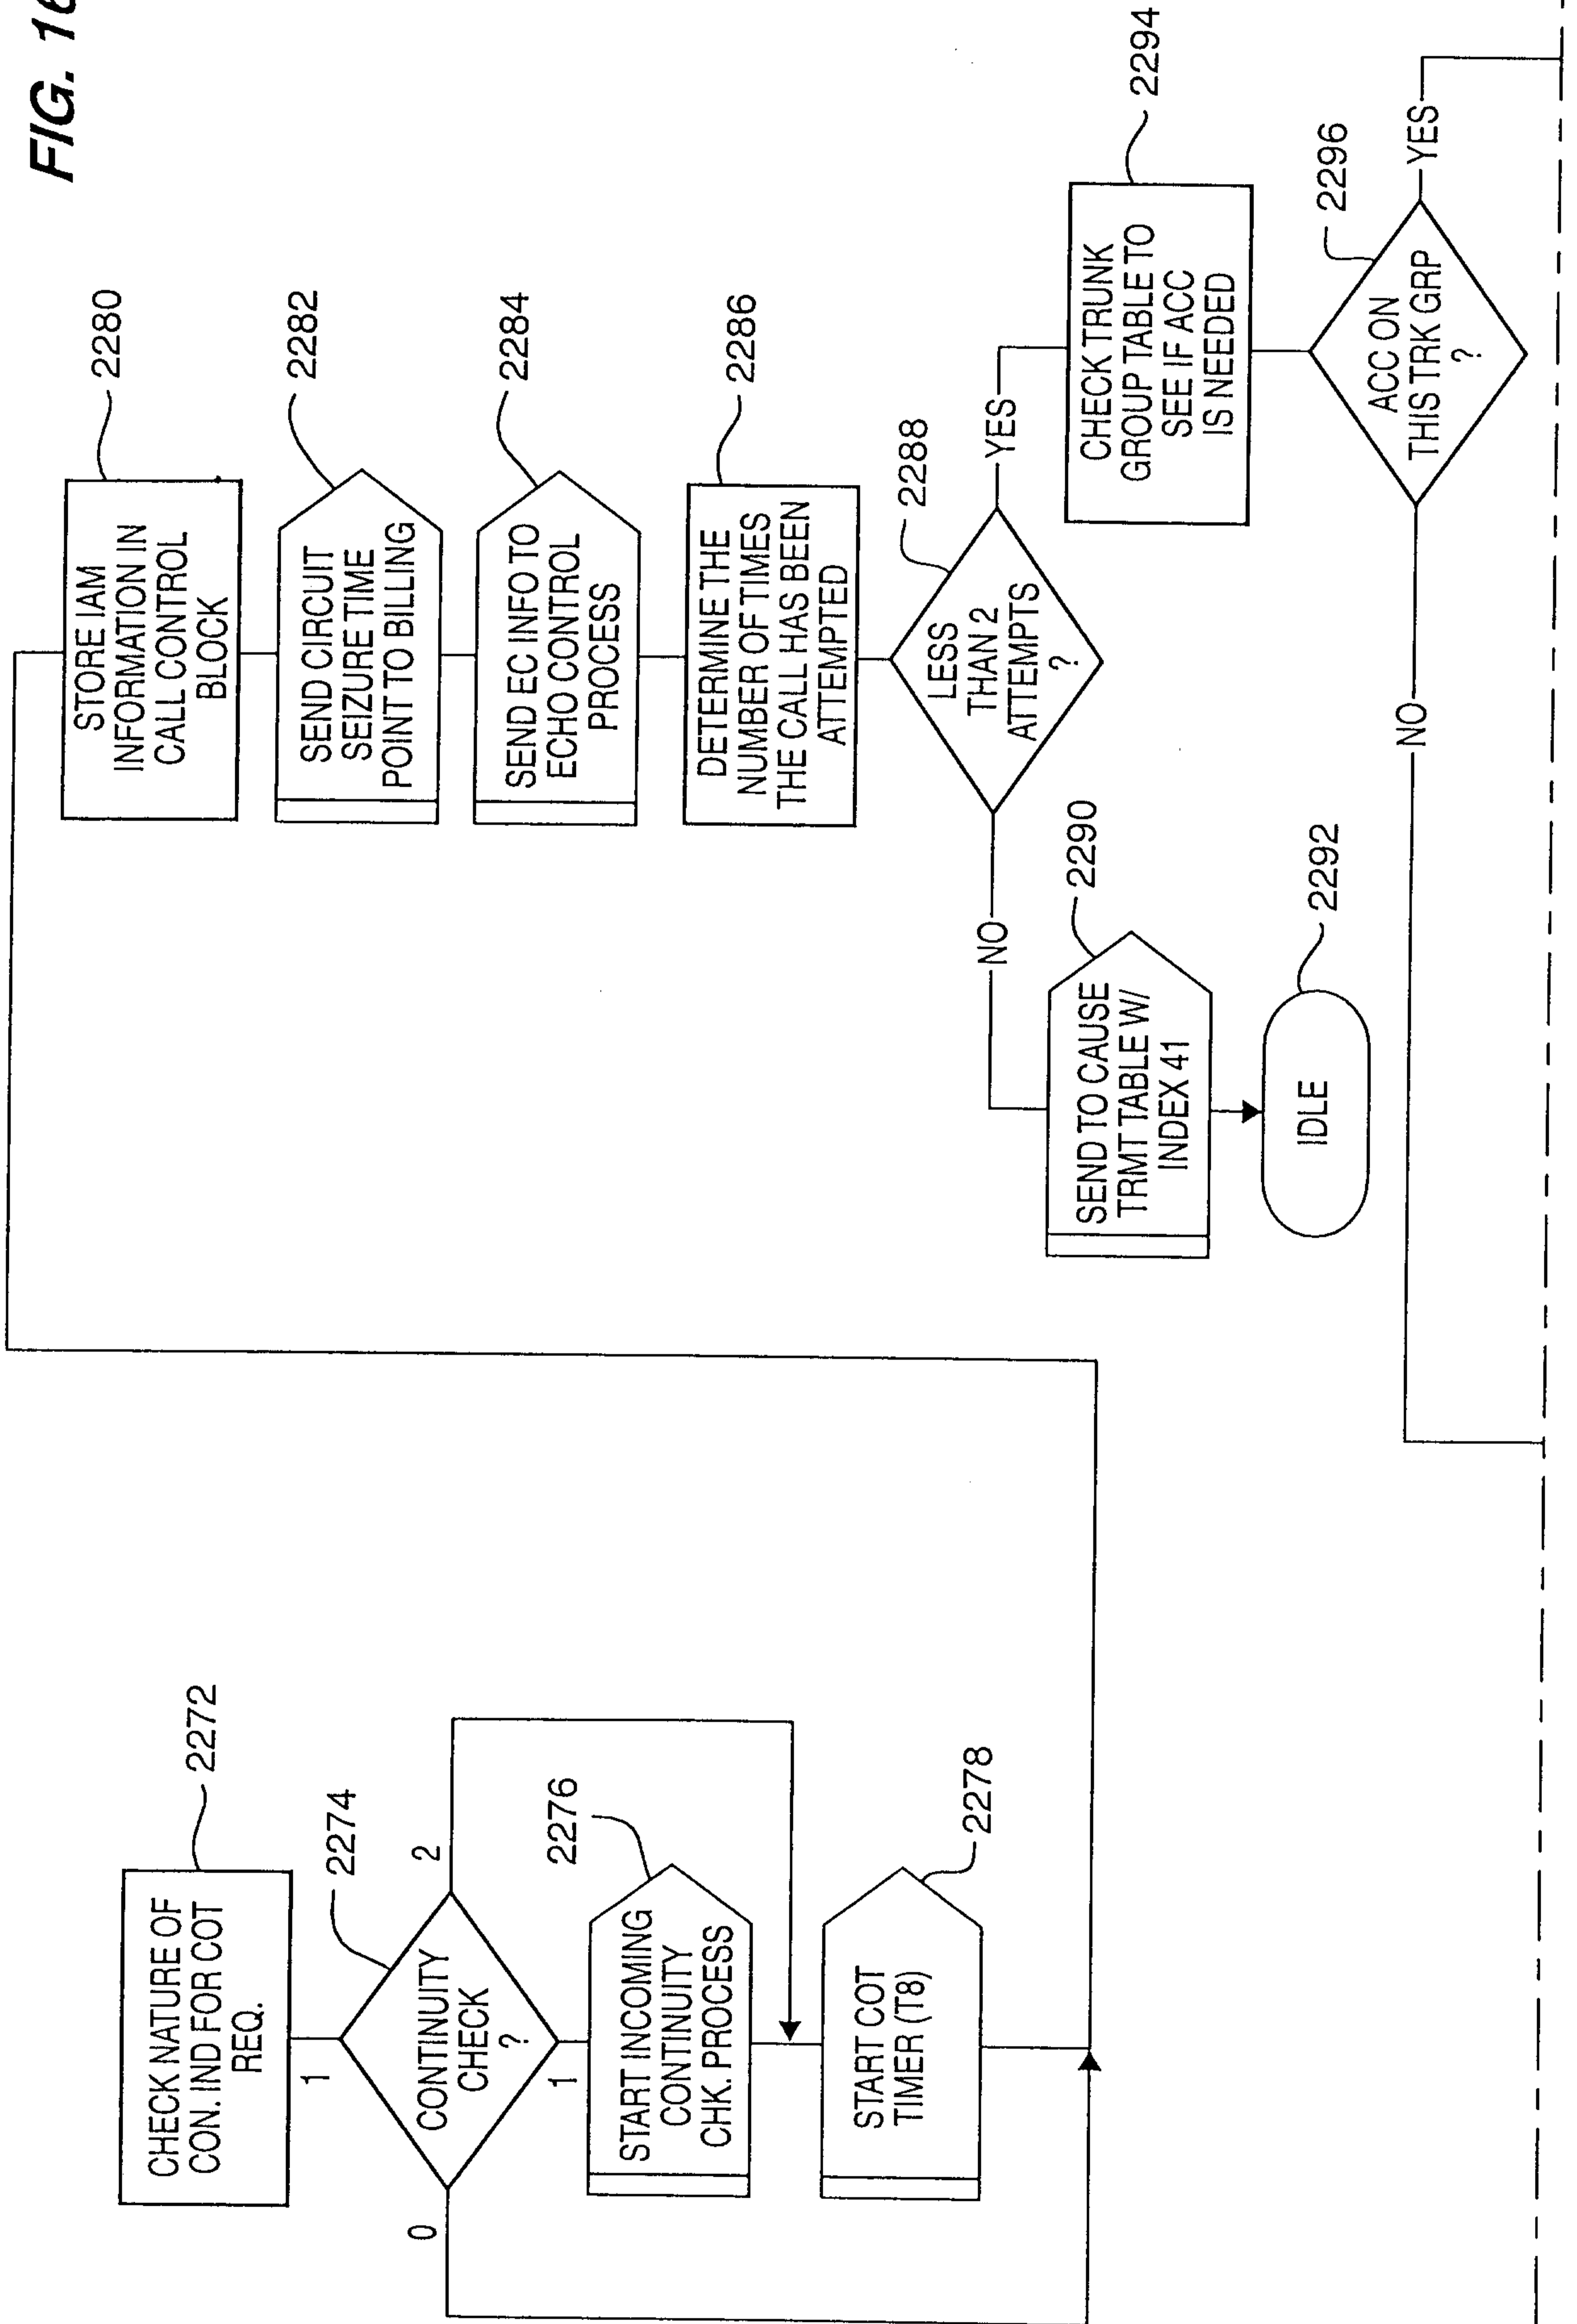 FIG. 16
CHECK NATURE OF
CON. IND FOR COT
REQ.
2272
1
CONTINUITY
CHECK
?
2274
0
2
1
START INCOMING
CONTINUITY
CHK. PROCESS
2276
START COT
TIMER (T8)
2278
STORE IAM
INFORMATION IN
CALL CONTROL
BLOCK
2280
SEND CIRCUIT
SEIZURE TIME
POINT TO BILLING
2282
SEND EC INFO TO
ECHO CONTROL
PROCESS
2284
DETERMINE THE
NUMBER OF TIMES
THE CALL HAS BEEN
ATTEMPTED
2286
LESS
THAN 2
ATTEMPTS
?
2288
NO
YES
SEND TO CAUSE
TRMT TABLE W/
INDEX 41
2290
IDLE
2292
CHECK TRUNK
GROUP TABLE TO
SEE IF ACC
IS NEEDED
2294
ACC ON
THIS TRK GRP
?
2296
NO
YES